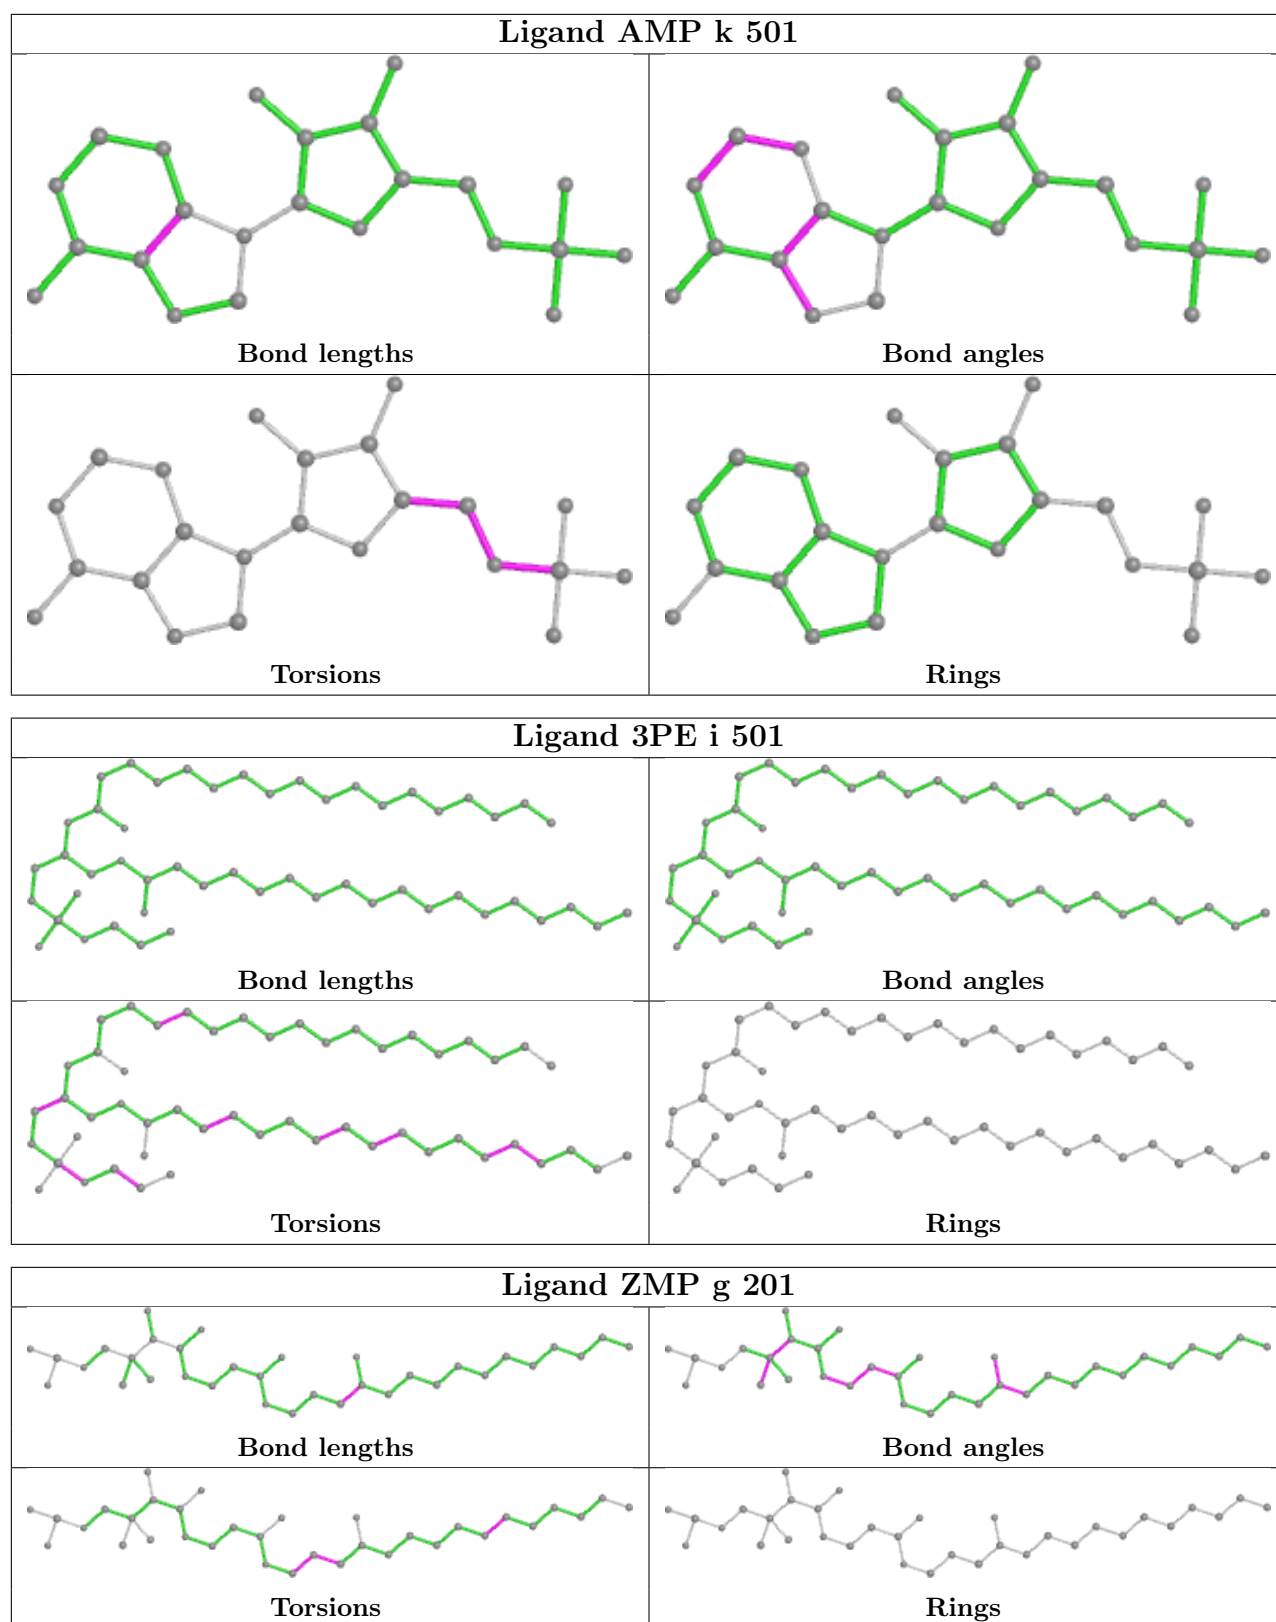 Ligand AMP k 501
Bond lengths
Bond angles
Torsions
Rings
Ligand 3PE i 501
Bond lengths
Bond angles
Torsions
Rings
Ligand ZMP g 201
Bond lengths
Bond angles
Torsions
Rings